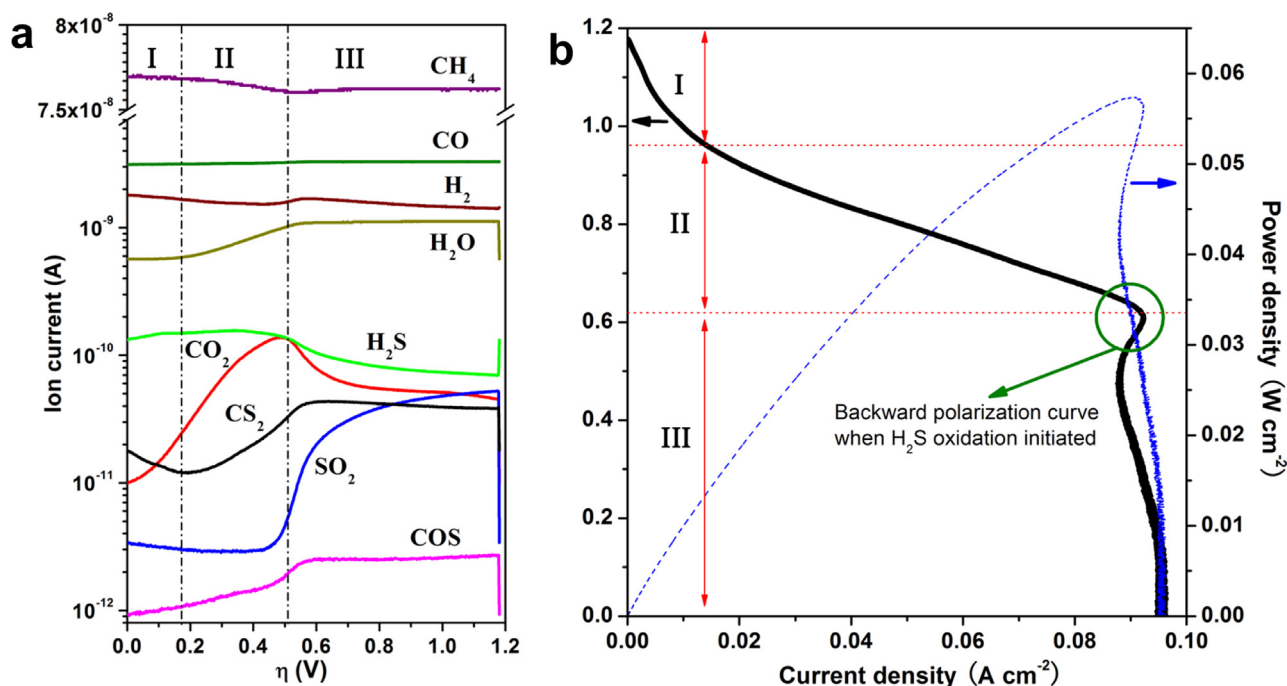 a
8x10⁻⁸
I
II
III
CH₄
7.5x10⁻⁸
CO
H₂
10⁻⁹
H₂O
Ion current (A)
10⁻¹⁰
CO₂
H₂S
CS₂
10⁻¹¹
SO₂
COS
10⁻¹²
0.0 0.2 0.4 0.6 0.8 1.0 1.2
η (V)
b
1.2
1.0
0.8
0.6
0.4
0.2
0.0
I
II
III
Backward polarization curve
when H₂S oxidation initiated
0.06
0.05
0.04
0.03
0.02
0.01
0.00
Power density (W cm⁻²)
0.00 0.02 0.04 0.06 0.08 0.10
Current density (A cm⁻²)